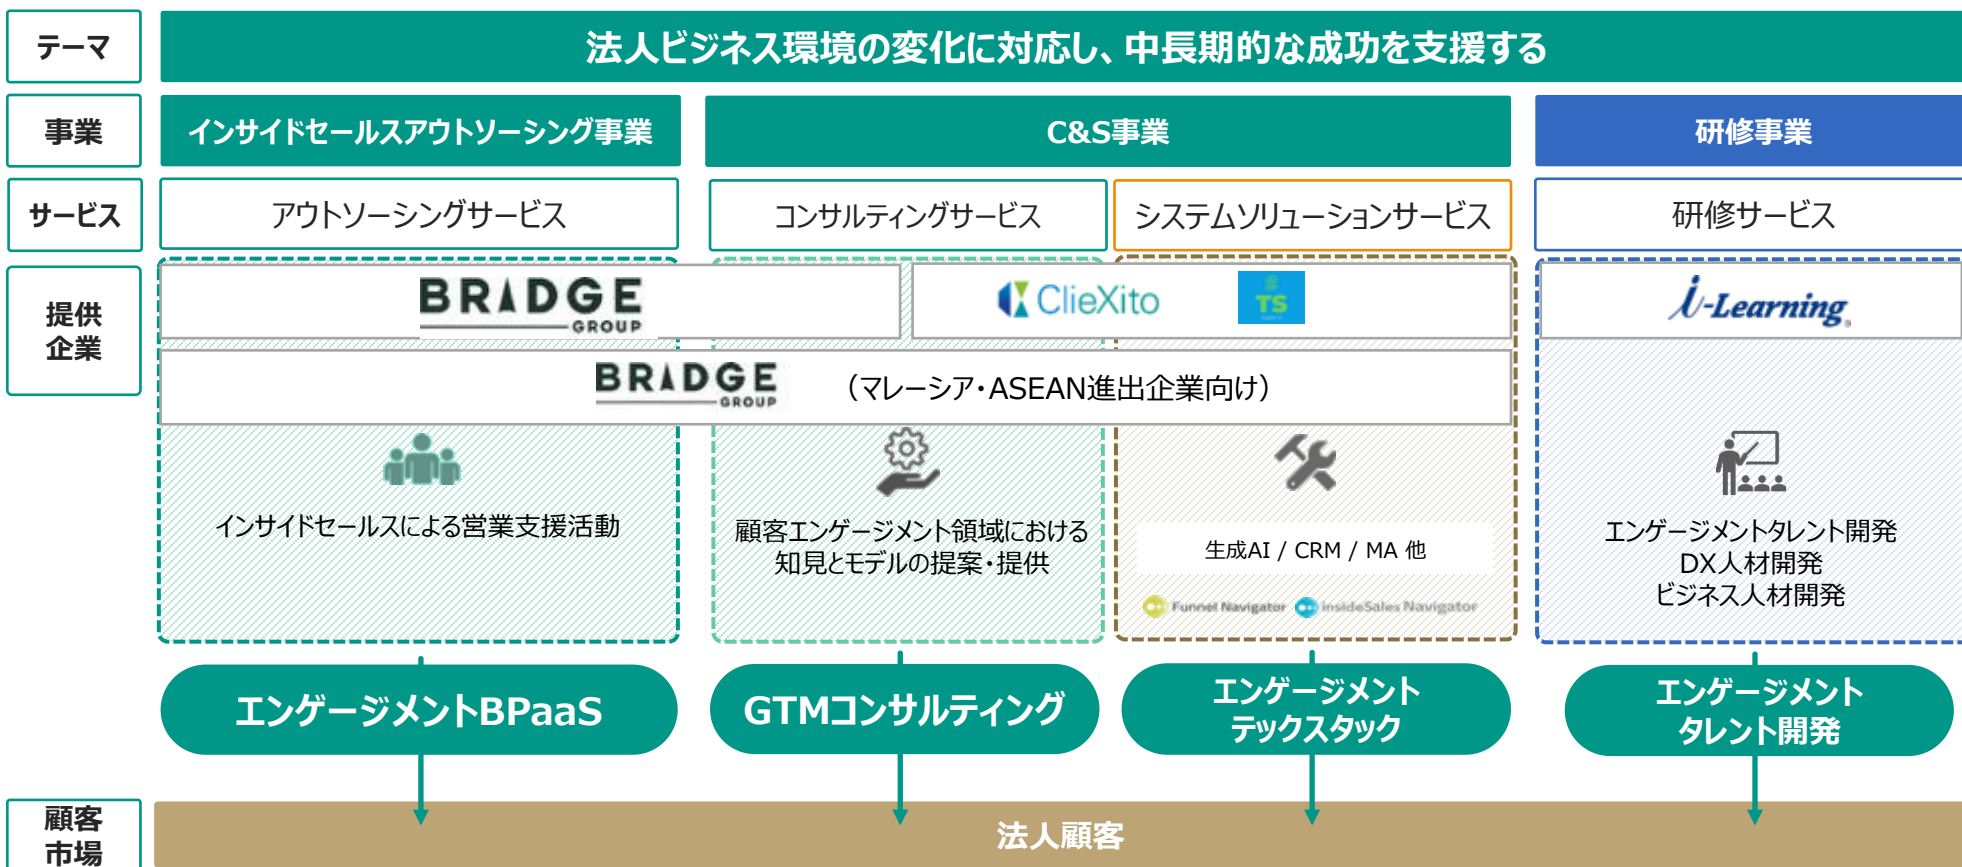 テーマ
法人ビジネス環境の変化に対応し、中長期的な成功を支援する
事業
インサイドセールスアウトソーシング事業
C&S事業
研修事業
サービス
アウトソーシングサービス
コンサルティングサービス
システムソリューションサービス
研修サービス
提供
企業
BRIDGE
GROUP
ClieXito
TS
i-Learning
BRIDGE
GROUP
（マレーシア・ASEAN進出企業向け）
インサイドセールスによる営業支援活動
顧客エンゲージメント領域における
知見とモデルの提案・提供
生成AI / CRM / MA 他
Funnel Navigator
insideSales Navigator
エンゲージメントタレント開発
DX人材開発
ビジネス人材開発
エンゲージメントBPaaS
GTMコンサルティング
エンゲージメント
テックスタック
エンゲージメント
タレント開発
顧客
市場
法人顧客